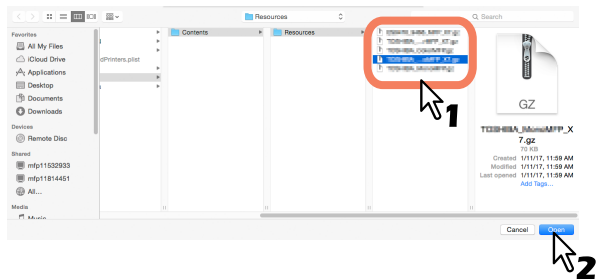 Resources
Search
Favorites
All My Files
iCloud Drive
Applications
Desktop
Documents
Downloads
Devices
Remote Disc
Shared
mfp11532933
mfp11814451
All...
Media
Music
dPrinters.plist
Contents
Resources
GZ
7.gz
70 KB
Created 1/11/17, 11:59 AM
Modified 1/11/17, 11:59 AM
Last opened 1/11/17, 11:59 AM
Add Tags...
1
Cancel
Open
2